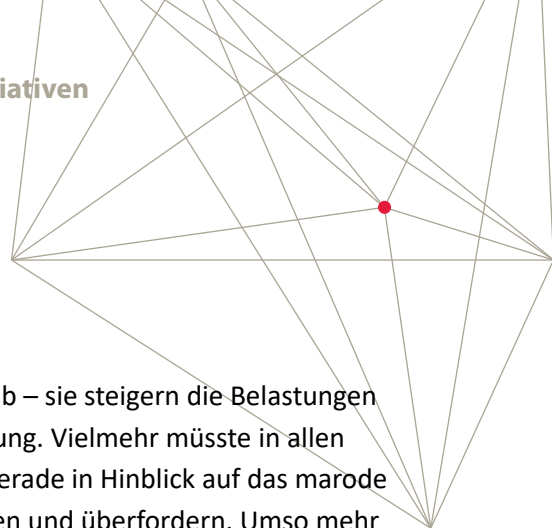 iativen
b – sie steigern die Belastungen
ung. Vielmehr müsste in allen
erade in Hinblick auf das marode
en und überfordern. Umso mehr